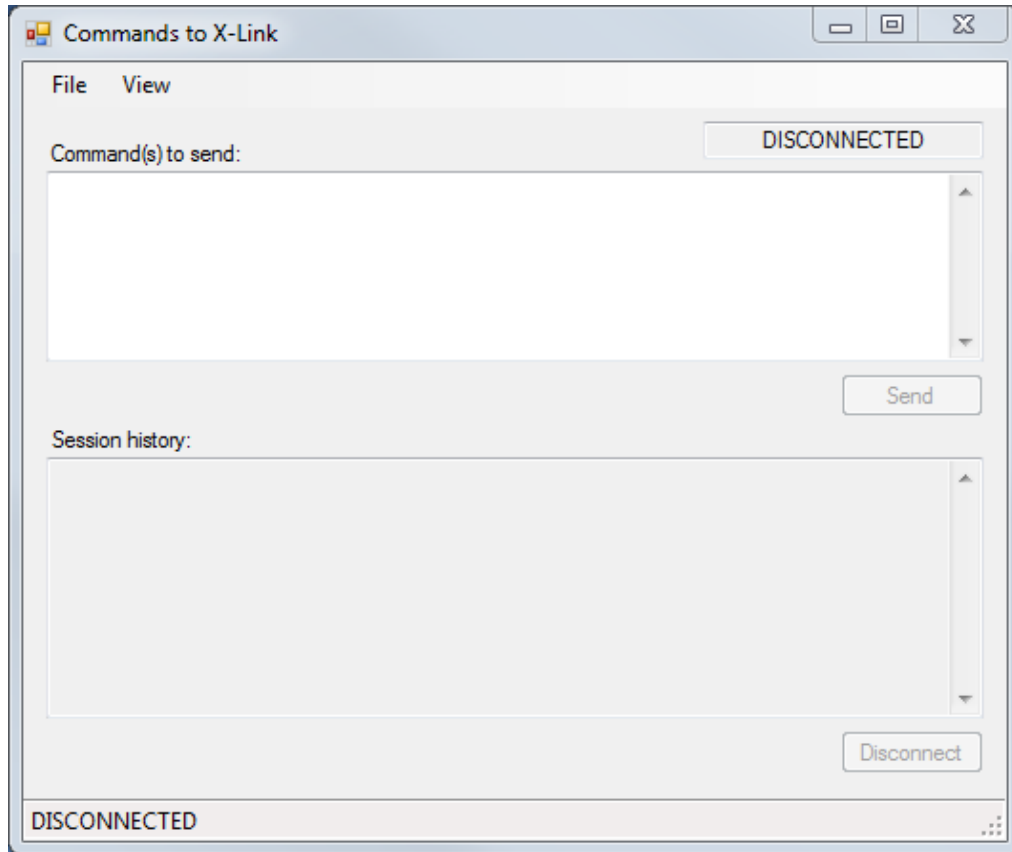 Commands to X-Link
File View
DISCONNECTED
Command(s) to send:
Send
Session history:
Disconnect
DISCONNECTED